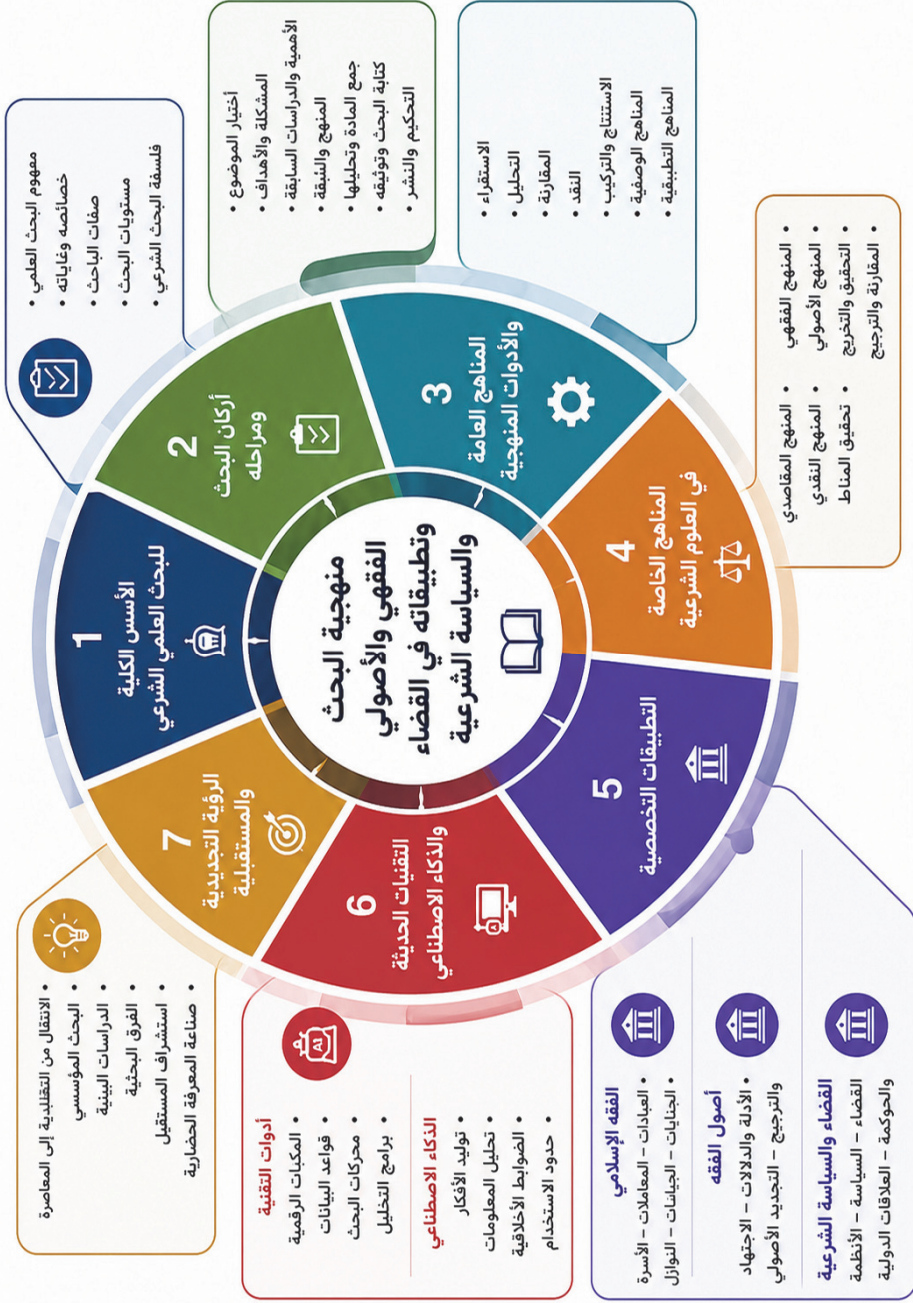 منهجية البحث
الفقهي والأصولي
وتطبيقاته في القضاء
والسياسة الشرعية
1
الأسس الكلية
للبحث العلمي الشرعي
• مفهوم البحث العلمي
• خصائصه وغاياته
• صفات الباحث
• مستويات البحث
• فلسفة البحث الشرعي
2
أركان البحث
ومراحله
• أختيار الموضوع
• المشكلة والأهداف
• الأهمية والدراسات السابقة
• جمع المادة وتحليلها
• كتابة البحث وتوثيقه
• التحكيم والنشر
3
المناهج العامة
والأدوات المنهجية
• الاستقراء
• التحليل
• المقارنة
• النقد
• الاستنتاج والتركيب
• المناهج الوصفية
• المناهج التطبيقية
4
المناهج الخاصة
في العلوم الشرعية
• المنهج الفقهي
• المنهج الأصولي
• التحقيق والتخريج
• المقارنة والترجيح
• المنهج المقاصدي
• المنهج النقدي
• تحقيق المناط
5
التطبيقات التخصصية
الفقه الإسلامي
• العبادات – المعاملات – الأسرة
• الجنايات – – النوازل
أصول الفقه
• الأدلة والدلالات – الاجتهاد
والترجيح – التجديد الأصولي
القضاء والسياسة الشرعية
القضاء – السياسة – الأنظمة
والحوكمة – العلاقات الدولية
6
التقنيات الحديثة
والذكاء الاصطناعي
AI
أدوات التقنية
• الرقمية
• قواعد البيانات
• محركات البحث
• برامج التحليل
الذكاء الاصطناعي
• توليد الأفكار
• تحليل المعلومات
• الضوابط الأخلاقية
• حدود الاستخدام
7
الرؤية التجديدية
والمستقبلية
• الانتقال من إلى المعاصرة
• البحث المؤسسي
• الدراسات البينية
• الفرق البحثية
• استشراف المستقبل
• صناعة المعرفة الحضارية